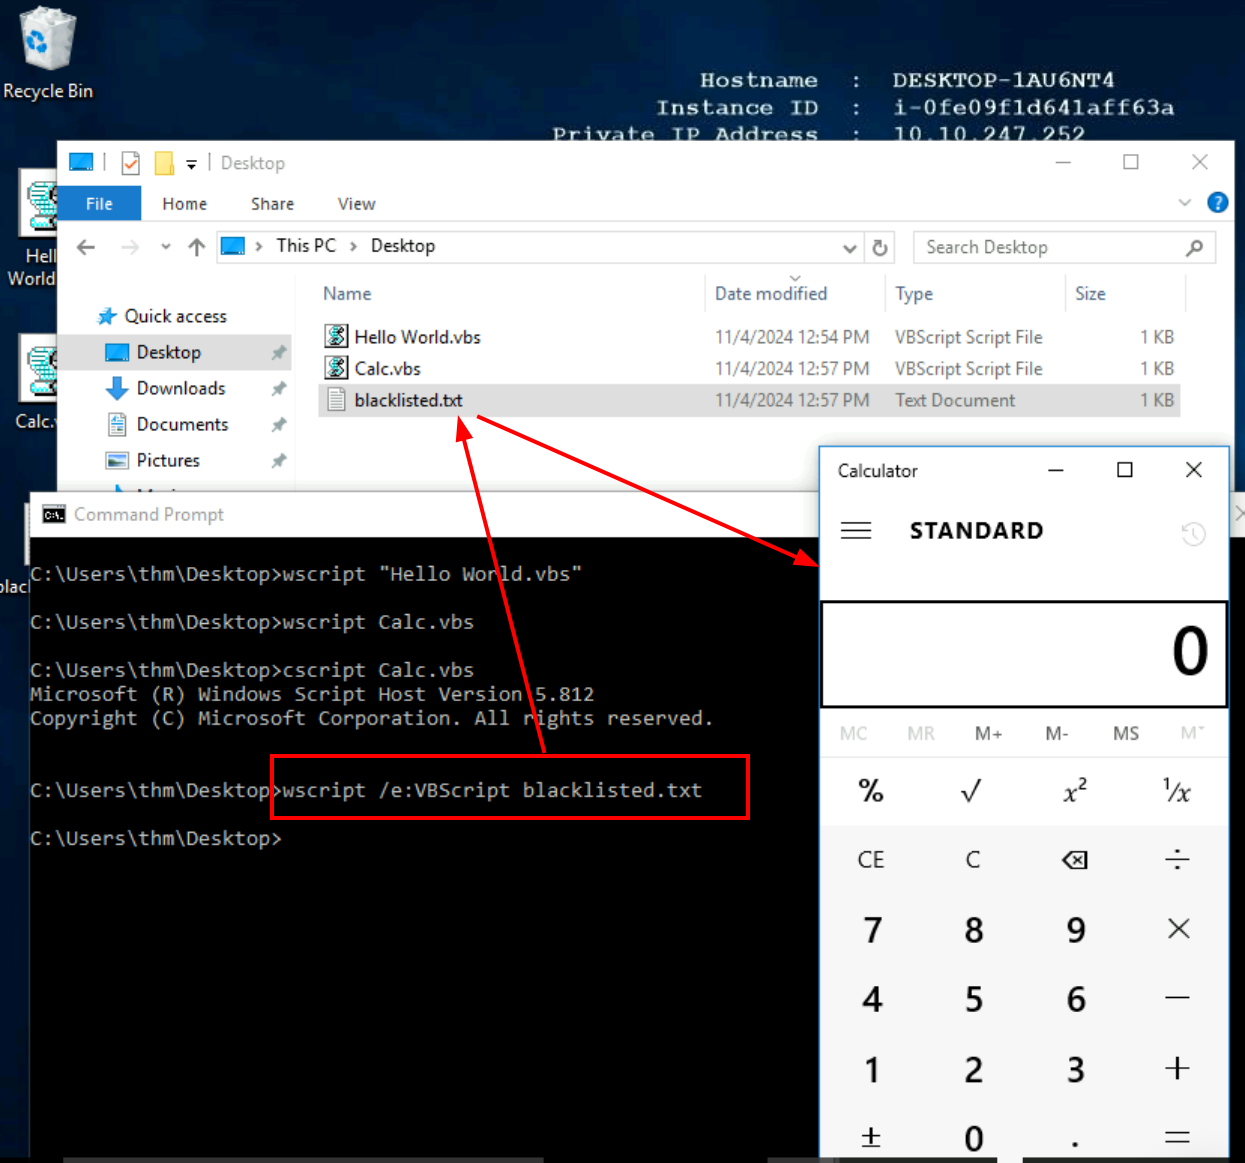 Recycle Bin
Hostname : DESKTOP-1AU6NT4
Instance ID : i-0fe09f1d641aff63a
Private IP Address : 10.10.247.252
Desktop
File Home Share View
This PC > Desktop
Search Desktop
Name Date modified Type Size
Quick access
Desktop
Downloads
Documents
Pictures
Hello World.vbs 11/4/2024 12:54 PM VBScript Script File 1 KB
Calc.vbs 11/4/2024 12:57 PM VBScript Script File 1 KB
blacklisted.txt 11/4/2024 12:57 PM Text Document 1 KB
Hell
World
Calc.v
blac
Command Prompt
C:\Users\thm\Desktop>wscript "Hello World.vbs"
C:\Users\thm\Desktop>wscript Calc.vbs
C:\Users\thm\Desktop>cscript Calc.vbs
Microsoft (R) Windows Script Host Version 5.812
Copyright (C) Microsoft Corporation. All rights reserved.
C:\Users\thm\Desktop>wscript /e:VBScript blacklisted.txt
C:\Users\thm\Desktop>
Calculator
STANDARD
0
MC MR M+ M- MS M˅
% √ x² ¹/x
CE C ⌫ ÷
7 8 9 ×
4 5 6 −
1 2 3 +
± 0 . =